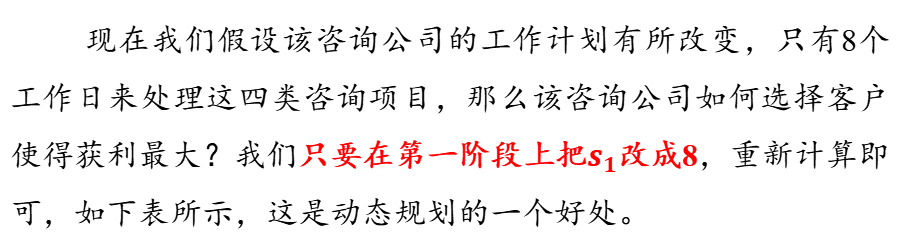 现在我们假设该咨询公司的工作计划有所改变，只有8个
工作日来处理这四类咨询项目，那么该咨询公司如何选择客户
使得获利最大？我们只要在第一阶段上把s₁改成8，重新计算即
可，如下表所示，这是动态规划的一个好处。